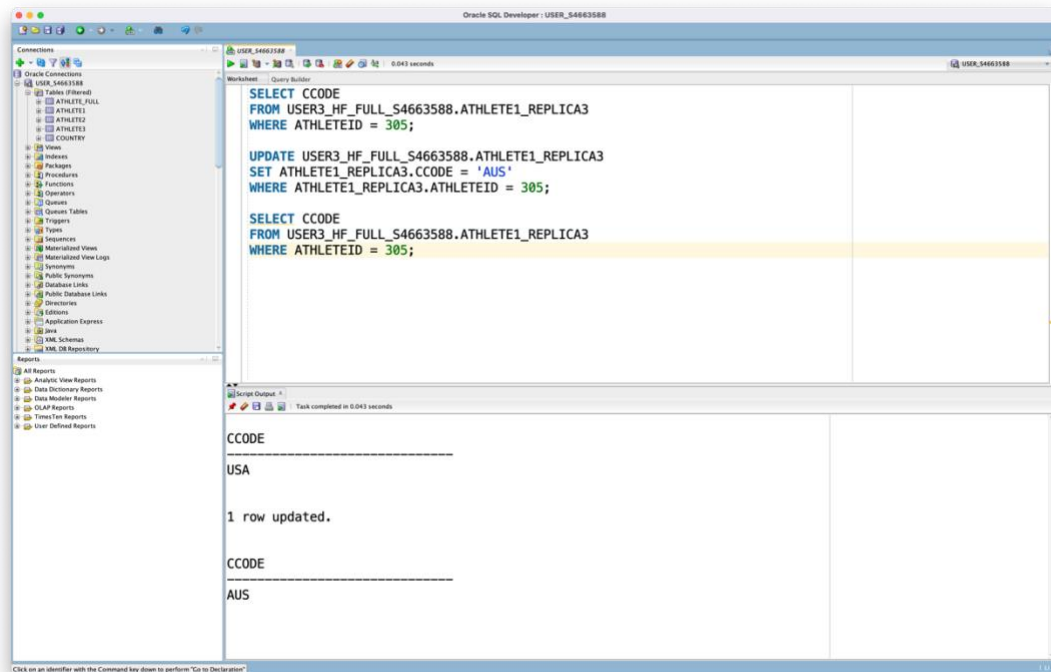 Oracle SQL Developer : USER_S4663588
Connections
Oracle Connections
USER_S4663588
Tables (Filtered)
ATHLETE_FULL
ATHLETE1
ATHLETE2
ATHLETE3
COUNTRY
Views
Indexes
Packages
Procedures
Functions
Operators
Queues
Queues Tables
Triggers
Types
Sequences
Materialized Views
Materialized View Logs
Synonyms
Public Synonyms
Database Links
Public Database Links
Directories
Editions
Application Express
Java
XML Schemas
XML DB Repository
Reports
All Reports
Analytic View Reports
Data Dictionary Reports
Data Modeler Reports
OLAP Reports
TimesTen Reports
User Defined Reports
USER_S4663588
0.043 seconds
USER_S4663588
Worksheet Query Builder
SELECT CCODE
FROM USER3_HF_FULL_S4663588.ATHLETE1_REPLICA3
WHERE ATHLETEID = 305;
UPDATE USER3_HF_FULL_S4663588.ATHLETE1_REPLICA3
SET ATHLETE1_REPLICA3.CCODE = 'AUS'
WHERE ATHLETE1_REPLICA3.ATHLETEID = 305;
SELECT CCODE
FROM USER3_HF_FULL_S4663588.ATHLETE1_REPLICA3
WHERE ATHLETEID = 305;
Script Output
Task completed in 0.043 seconds
CCODE
------------------------------
USA
1 row updated.
CCODE
------------------------------
AUS
Click on an identifier with the Command key down to perform "Go to Declaration"